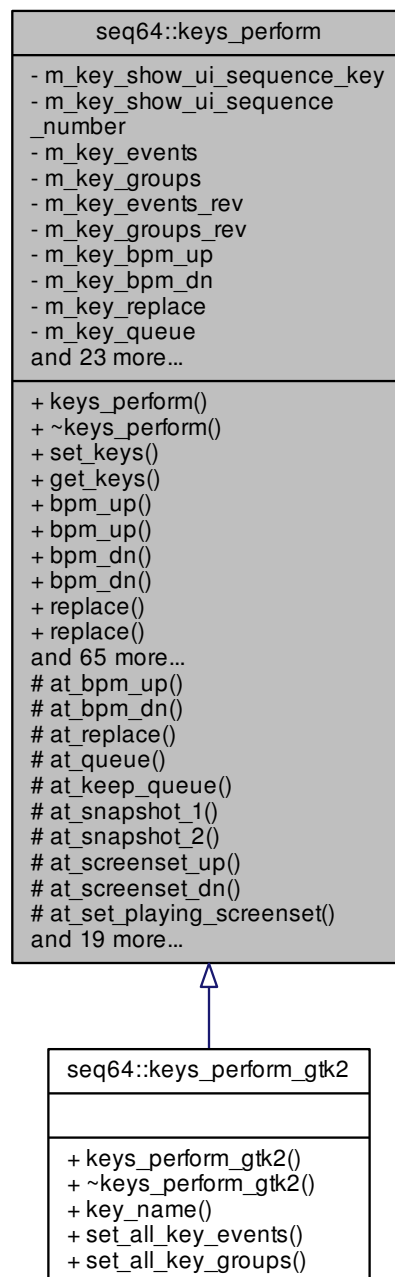 seq64::keys_perform
- m_key_show_ui_sequence_key
- m_key_show_ui_sequence
_number
- m_key_events
- m_key_groups
- m_key_events_rev
- m_key_groups_rev
- m_key_bpm_up
- m_key_bpm_dn
- m_key_replace
- m_key_queue
and 23 more...
+ keys_perform()
+ ~keys_perform()
+ set_keys()
+ get_keys()
+ bpm_up()
+ bpm_up()
+ bpm_dn()
+ bpm_dn()
+ replace()
+ replace()
and 65 more...
# at_bpm_up()
# at_bpm_dn()
# at_replace()
# at_queue()
# at_keep_queue()
# at_snapshot_1()
# at_snapshot_2()
# at_screenset_up()
# at_screenset_dn()
# at_set_playing_screenset()
and 19 more...
seq64::keys_perform_gtk2
+ keys_perform_gtk2()
+ ~keys_perform_gtk2()
+ key_name()
+ set_all_key_events()
+ set_all_key_groups()